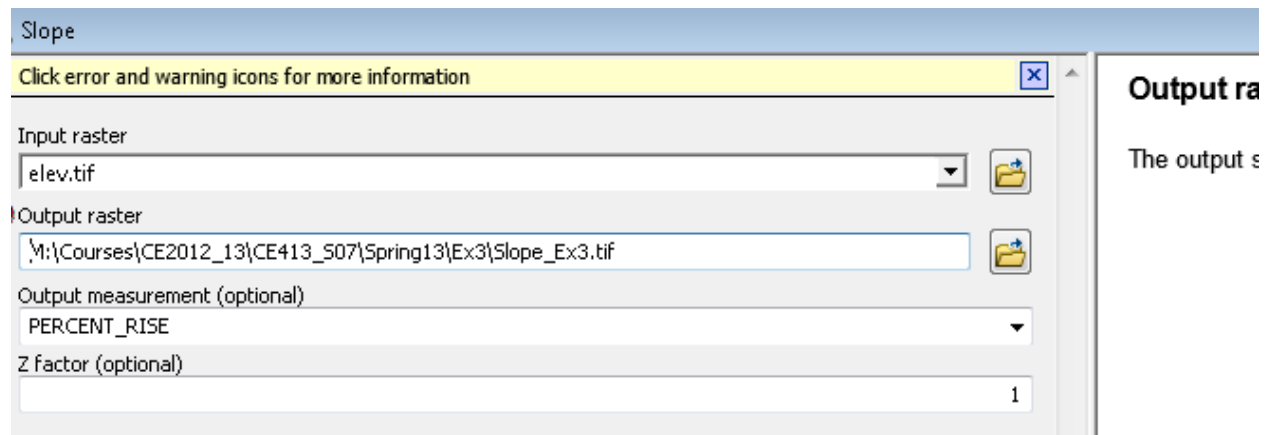 Slope
Click error and warning icons for more information
Output ra
Input raster
elev.tif
The output s
Output raster
M:\Courses\CE2012_13\CE413_S07\Spring13\Ex3\Slope_Ex3.tif
Output measurement (optional)
PERCENT_RISE
Z factor (optional)
1